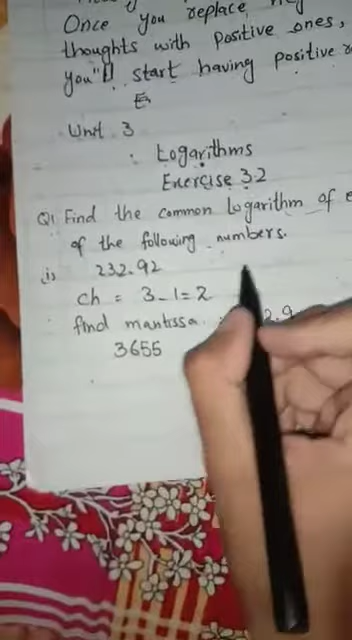 Once you replace
thoughts with positive ones,
you'll start having positive
Unit 3
Logarithms
Exercise 3.2
Q1 Find the common logarithm of
of the following numbers.
(i) 232.92
ch = 3-1=2
find mantissa
3655